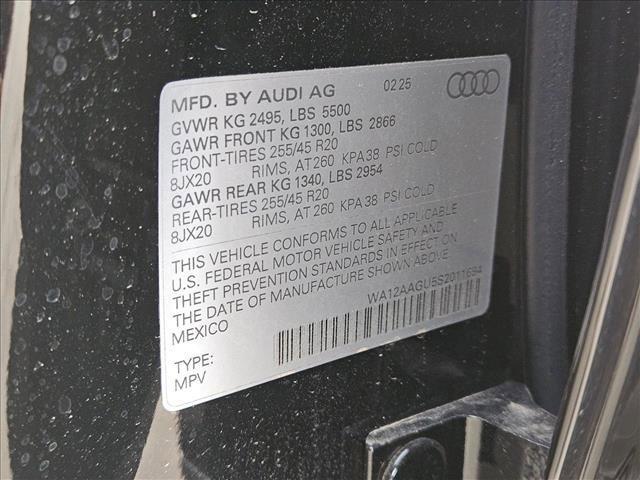 MFD. BY AUDI AG 02 25
GVWR KG 2495, LBS 5500
GAWR FRONT KG 1300, LBS 2866
FRONT-TIRES 255/45 R20
8JX20 RIMS, AT 260 KPA 38 PSI COLD
GAWR REAR KG 1340, LBS 2954
REAR-TIRES 255/45 R20
8JX20 RIMS, AT 260 KPA 38 PSI COLD
THIS VEHICLE CONFORMS TO ALL APPLICABLE
U.S. FEDERAL MOTOR VEHICLE SAFETY AND
THEFT PREVENTION STANDARDS IN EFFECT ON
THE DATE OF MANUFACTURE SHOWN ABOVE.
MEXICO WA12AAGU5S2011694
TYPE:
MPV